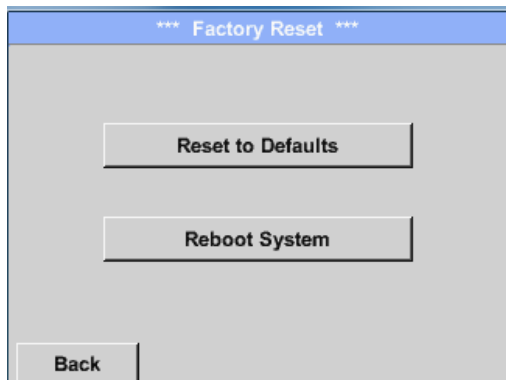 *** Factory Reset ***
Reset to Defaults
Reboot System
Back